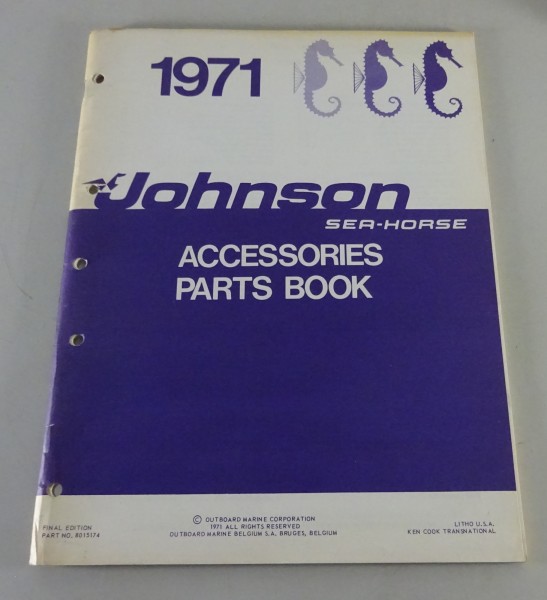 1971
Johnson
SEA-HORSE
ACCESSORIES
PARTS BOOK
FINAL EDITION
PART NO. 8015174
© OUTBOARD MARINE CORPORATION
1971 ALL RIGHTS RESERVED
OUTBOARD MARINE BELGIUM S.A. BRUGES, BELGIUM
LITHO U.S.A.
KEN COOK TRANSNATIONAL